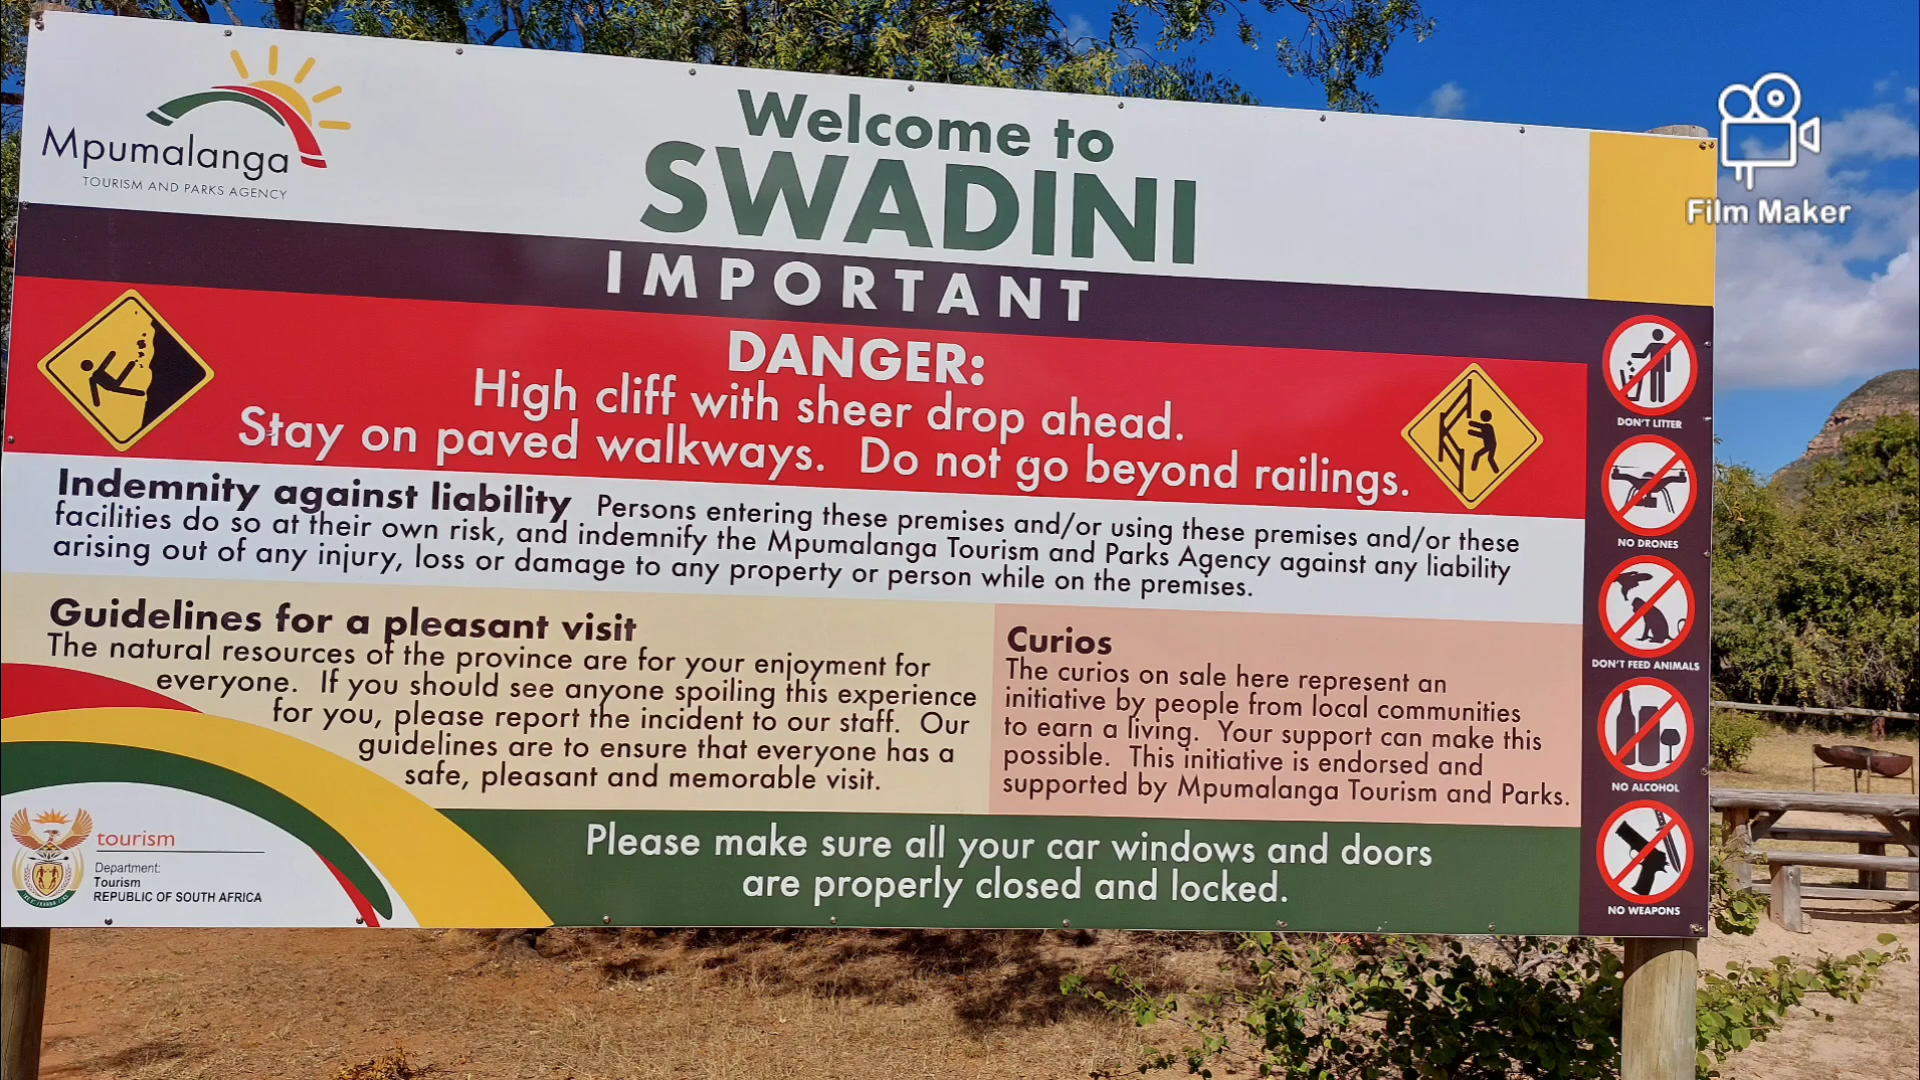 Mpumalanga
TOURISM AND PARKS AGENCY
Welcome to
SWADINI
Film Maker
IMPORTANT
DANGER:
High cliff with sheer drop ahead.
Stay on paved walkways. Do not go beyond railings.
Indemnity against liability Persons entering these premises and/or using these premises and/or these
facilities do so at their own risk, and indemnify the Mpumalanga Tourism and Parks Agency against any liability
arising out of any injury, loss or damage to any property or person while on the premises.
Guidelines for a pleasant visit
The natural resources of the province are for your enjoyment for
everyone. If you should see anyone spoiling this experience
for you, please report the incident to our staff. Our
guidelines are to ensure that everyone has a
safe, pleasant and memorable visit.
Curios
The curios on sale here represent an
initiative by people from local communities
to earn a living. Your support can make this
possible. This initiative is endorsed and
supported by Mpumalanga Tourism and Parks.
DON'T LITTER
NO DRONES
DON'T FEED ANIMALS
NO ALCOHOL
NO WEAPONS
tourism
Department:
Tourism
REPUBLIC OF SOUTH AFRICA
Please make sure all your car windows and doors
are properly closed and locked.